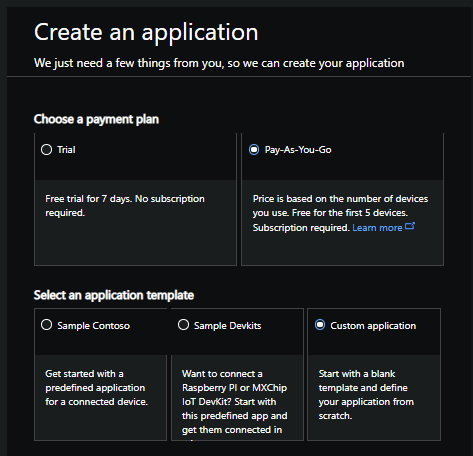 Create an application
We just need a few things from you, so we can create your application
Choose a payment plan
Trial
Free trial for 7 days. No subscription
required.
Pay-As-You-Go
Price is based on the number of devices
you use. Free for the first 5 devices.
Subscription required. Learn more
Select an application template
Sample Contoso
Get started with a
predefined application
for a connected device.
Sample Devkits
Want to connect a
Raspberry PI or MXChip
IoT DevKit? Start with
this predefined app and
get them connected in
Custom application
Start with a blank
template and define
your application from
scratch.